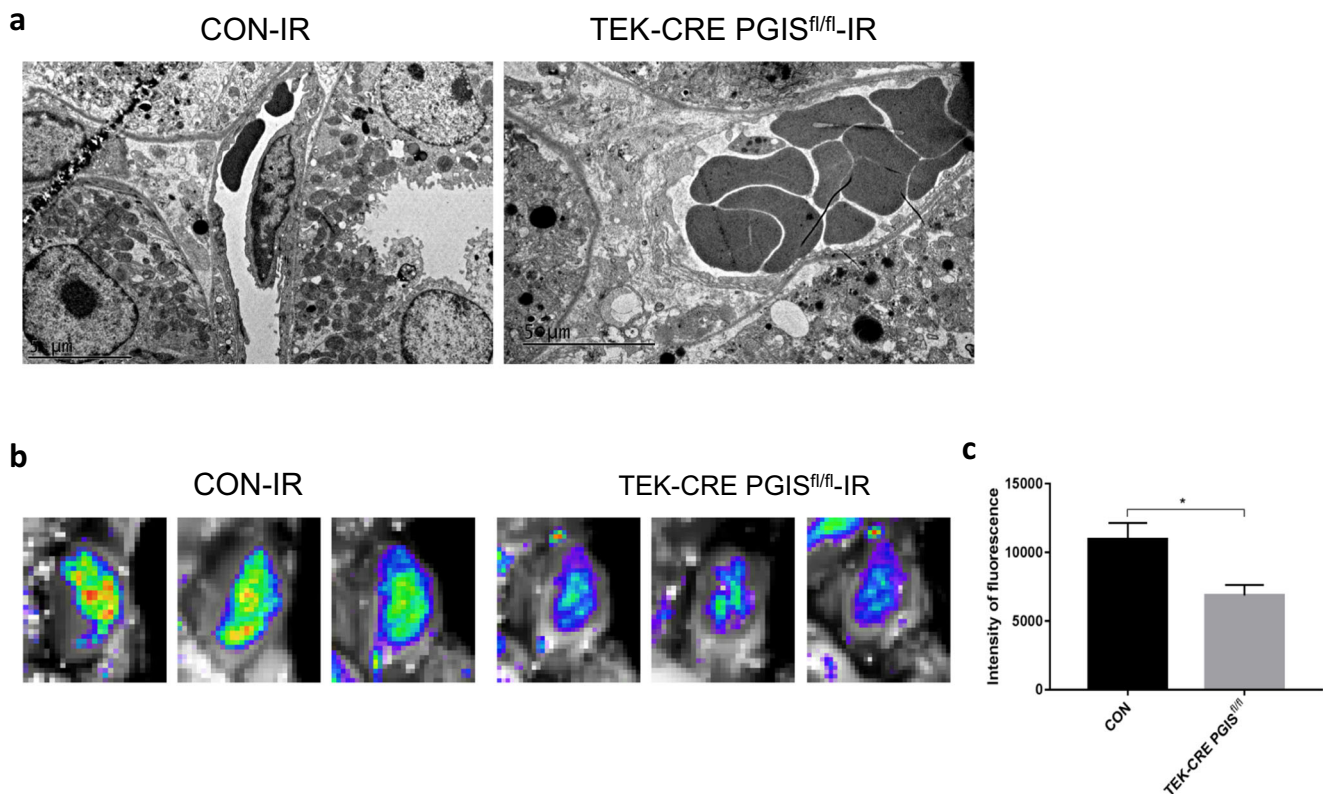 a
CON-IR
TEK-CRE PGISfl/fl-IR
5 µm
5 µm
b
CON-IR
TEK-CRE PGISfl/fl-IR
c
15000
10000
5000
0
Intensity of fluorescence
*
CON
TEK-CRE PGISfl/fl